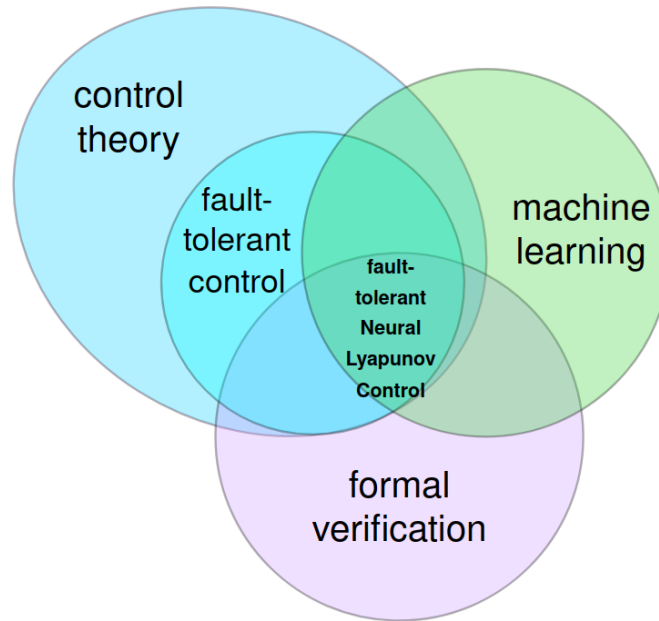 control
theory
fault-
tolerant
control
machine
learning
fault-
tolerant
Neural
Lyapunov
Control
formal
verification